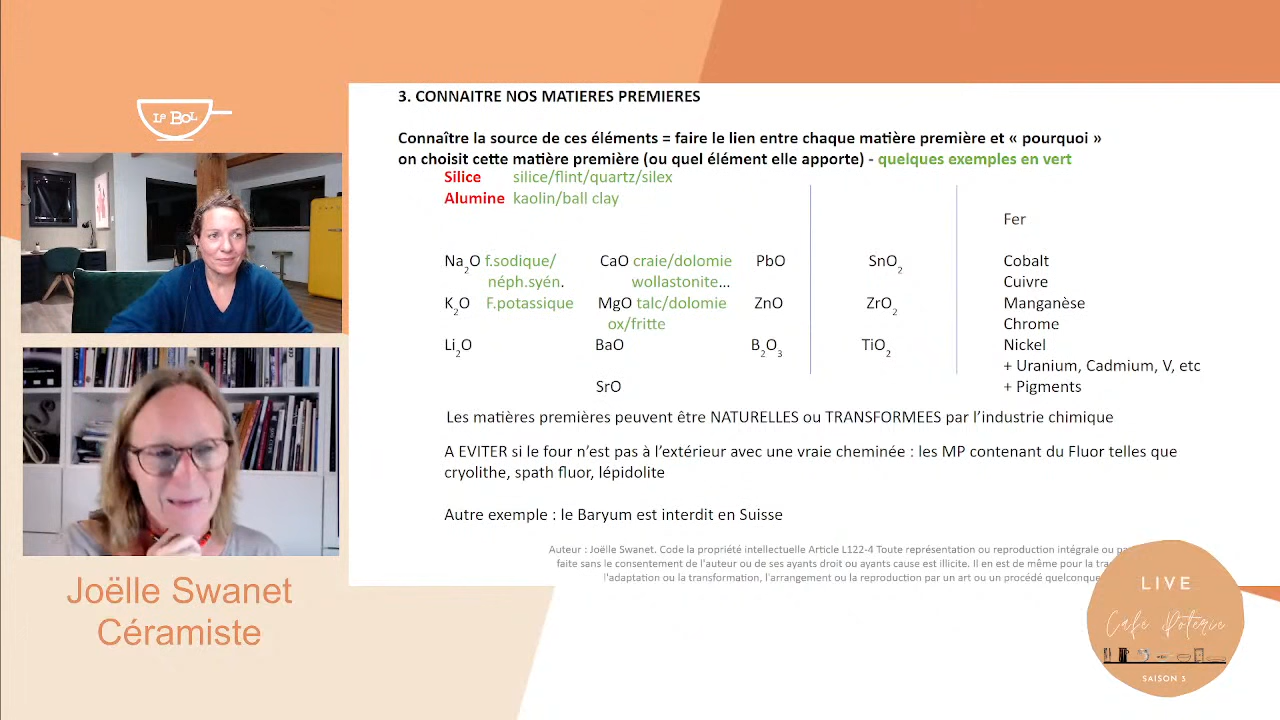 Le BoL
3. CONNAITRE NOS MATIERES PREMIERES
Connaître la source de ces éléments = faire le lien entre chaque matière première et « pourquoi »
on choisit cette matière première (ou quel élément elle apporte) - quelques exemples en vert
Silice silice/flint/quartz/silex
Alumine kaolin/ball clay
Fer
Na2O f.sodique/ CaO craie/dolomie PbO SnO2 Cobalt
néph.syén. wollastonite... Cuivre
K2O F.potassique MgO talc/dolomie ZnO ZrO2 Manganèse
ox/fritte Chrome
Li2O BaO B2O3 TiO2 Nickel
+ Uranium, Cadmium, V, etc
SrO + Pigments
Les matières premières peuvent être NATURELLES ou TRANSFORMEES par l'industrie chimique
A EVITER si le four n'est pas à l'extérieur avec une vraie cheminée : les MP contenant du Fluor telles que
cryolithe, spath fluor, lépidolite
Autre exemple : le Baryum est interdit en Suisse
Auteur : Joëlle Swanet. Code la propriété intellectuelle Article L122-4 Toute représentation ou reproduction intégrale ou
faite sans le consentement de l'auteur ou de ses ayants droit ou ayants cause est illicite. Il en est de même pour la
l'adaptation ou la transformation, l'arrangement ou la reproduction par un art ou un procédé quelconque
Joëlle Swanet
Céramiste
LIVE
Cafe Poterie
SAISON 3